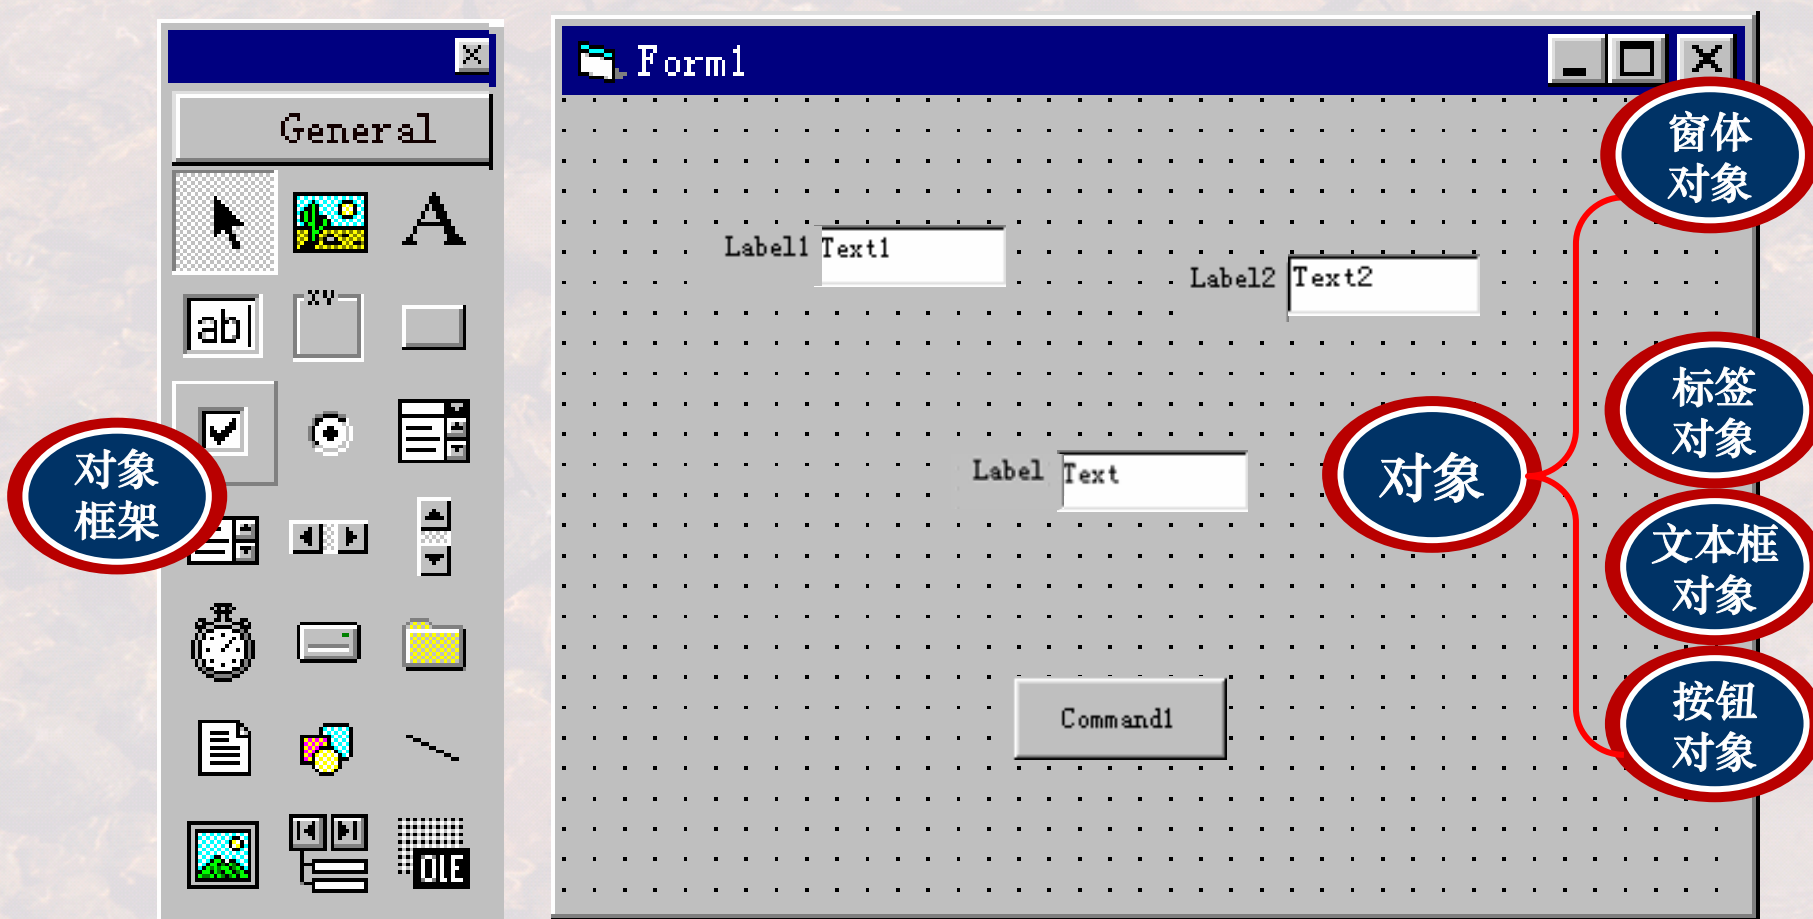 General
xv
ab
OLE
对象
框架
Form1
Label1 Text1
Label2 Text2
Label Text
Command1
对象
窗体
对象
标签
对象
文本框
对象
按钮
对象